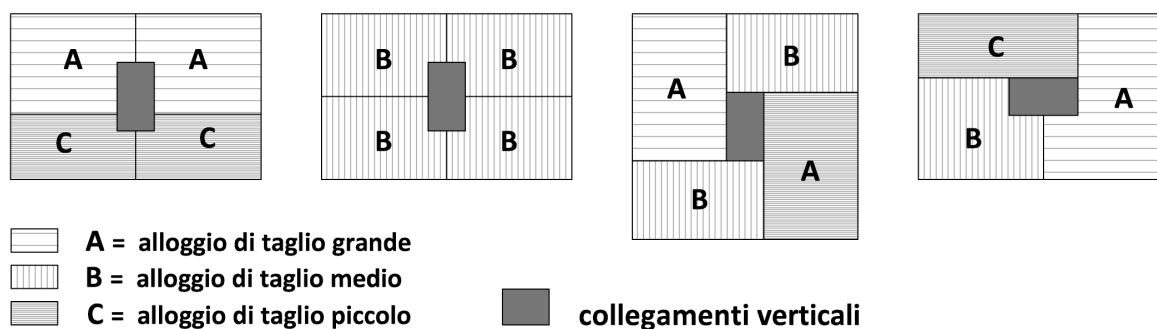 A A B B A B C A
C C B B B A B
A = alloggio di taglio grande
B = alloggio di taglio medio
C = alloggio di taglio piccolo
collegamenti verticali